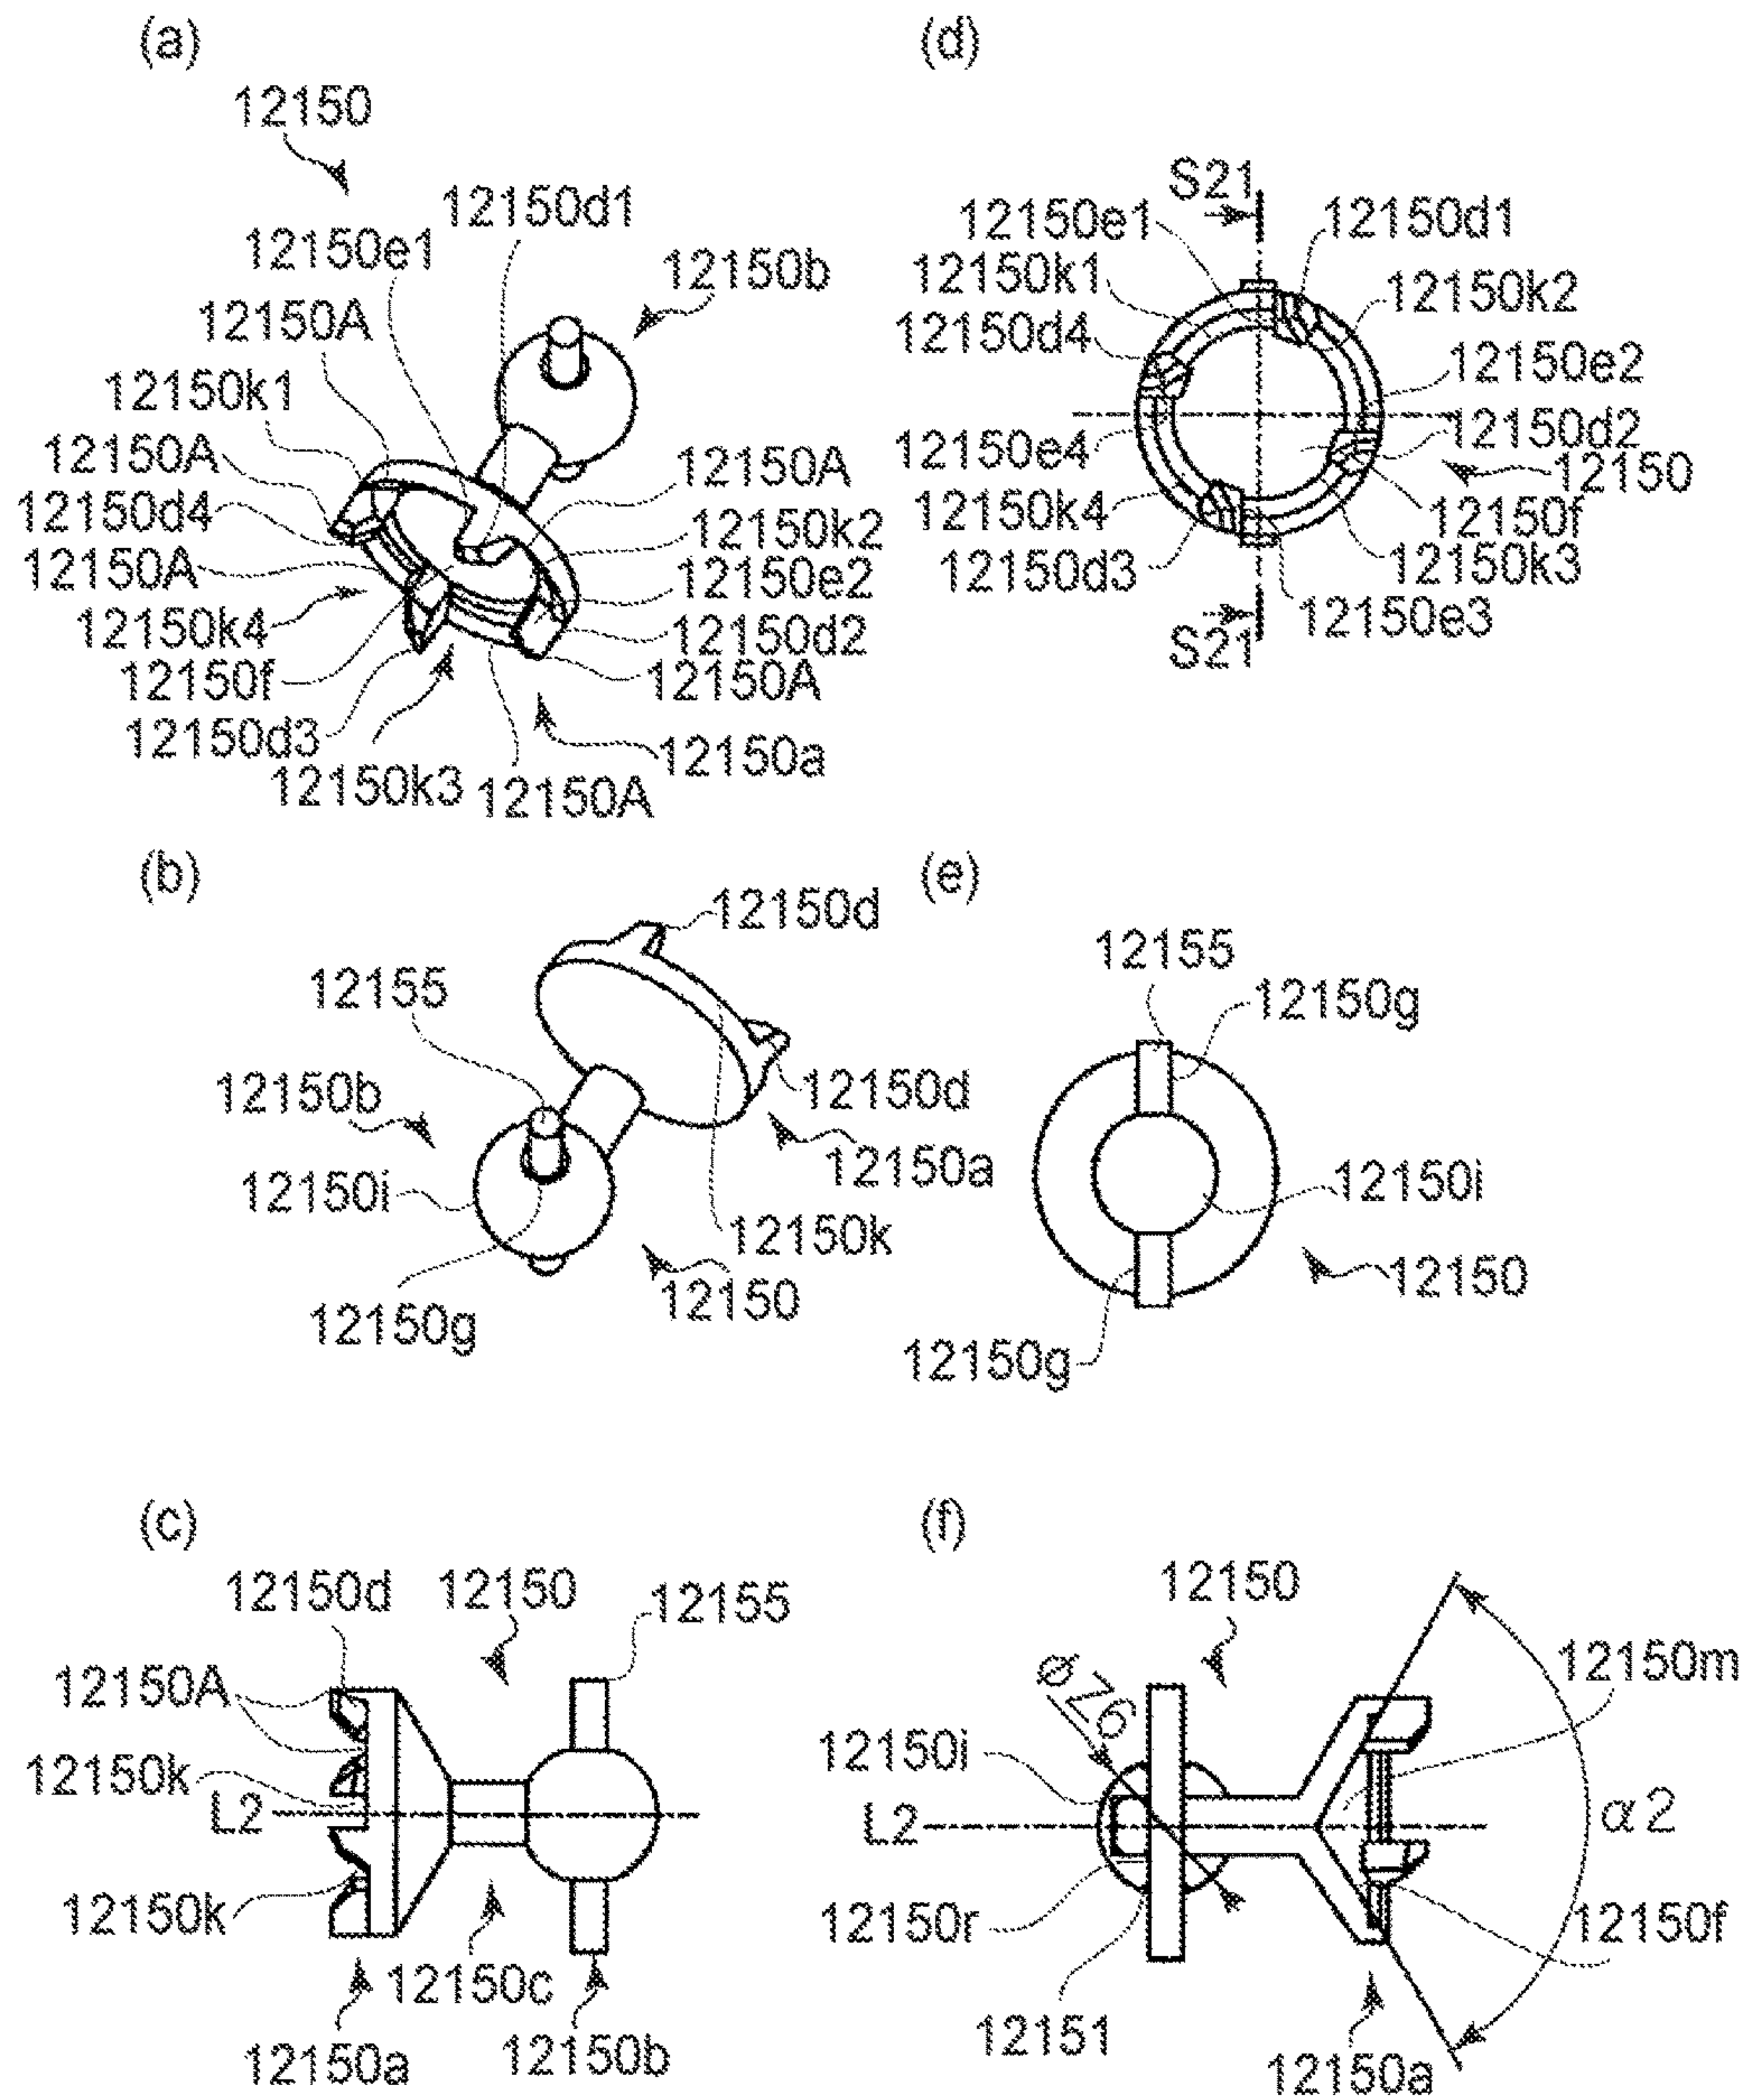 (a)
12150
12150d1
12150e1
12150b
12150A
12150k1
12150A
12150A
12150d4
12150k2
12150A
12150e2
12150k4
12150d2
12150f
12150A
12150d3
12150a
12150k3
12150A
(d)
S21
12150e1
12150d1
12150k1
12150k2
12150d4
12150e2
12150e4
12150d2
12150
12150k4
12150f
12150d3
12150k3
12150e3
S21
(b)
12150d
12155
12150b
12150d
12150a
12150i
12150k
12150
12150g
(e)
12155
12150g
12150i
12150
12150g
(c)
12150d
12150
12155
12150A
12150k
L2
12150k
12150c
12150a
12150b
(f)
12150
12150m
øZ6
12150i
L2
α2
12150r
12150f
12151
12150a